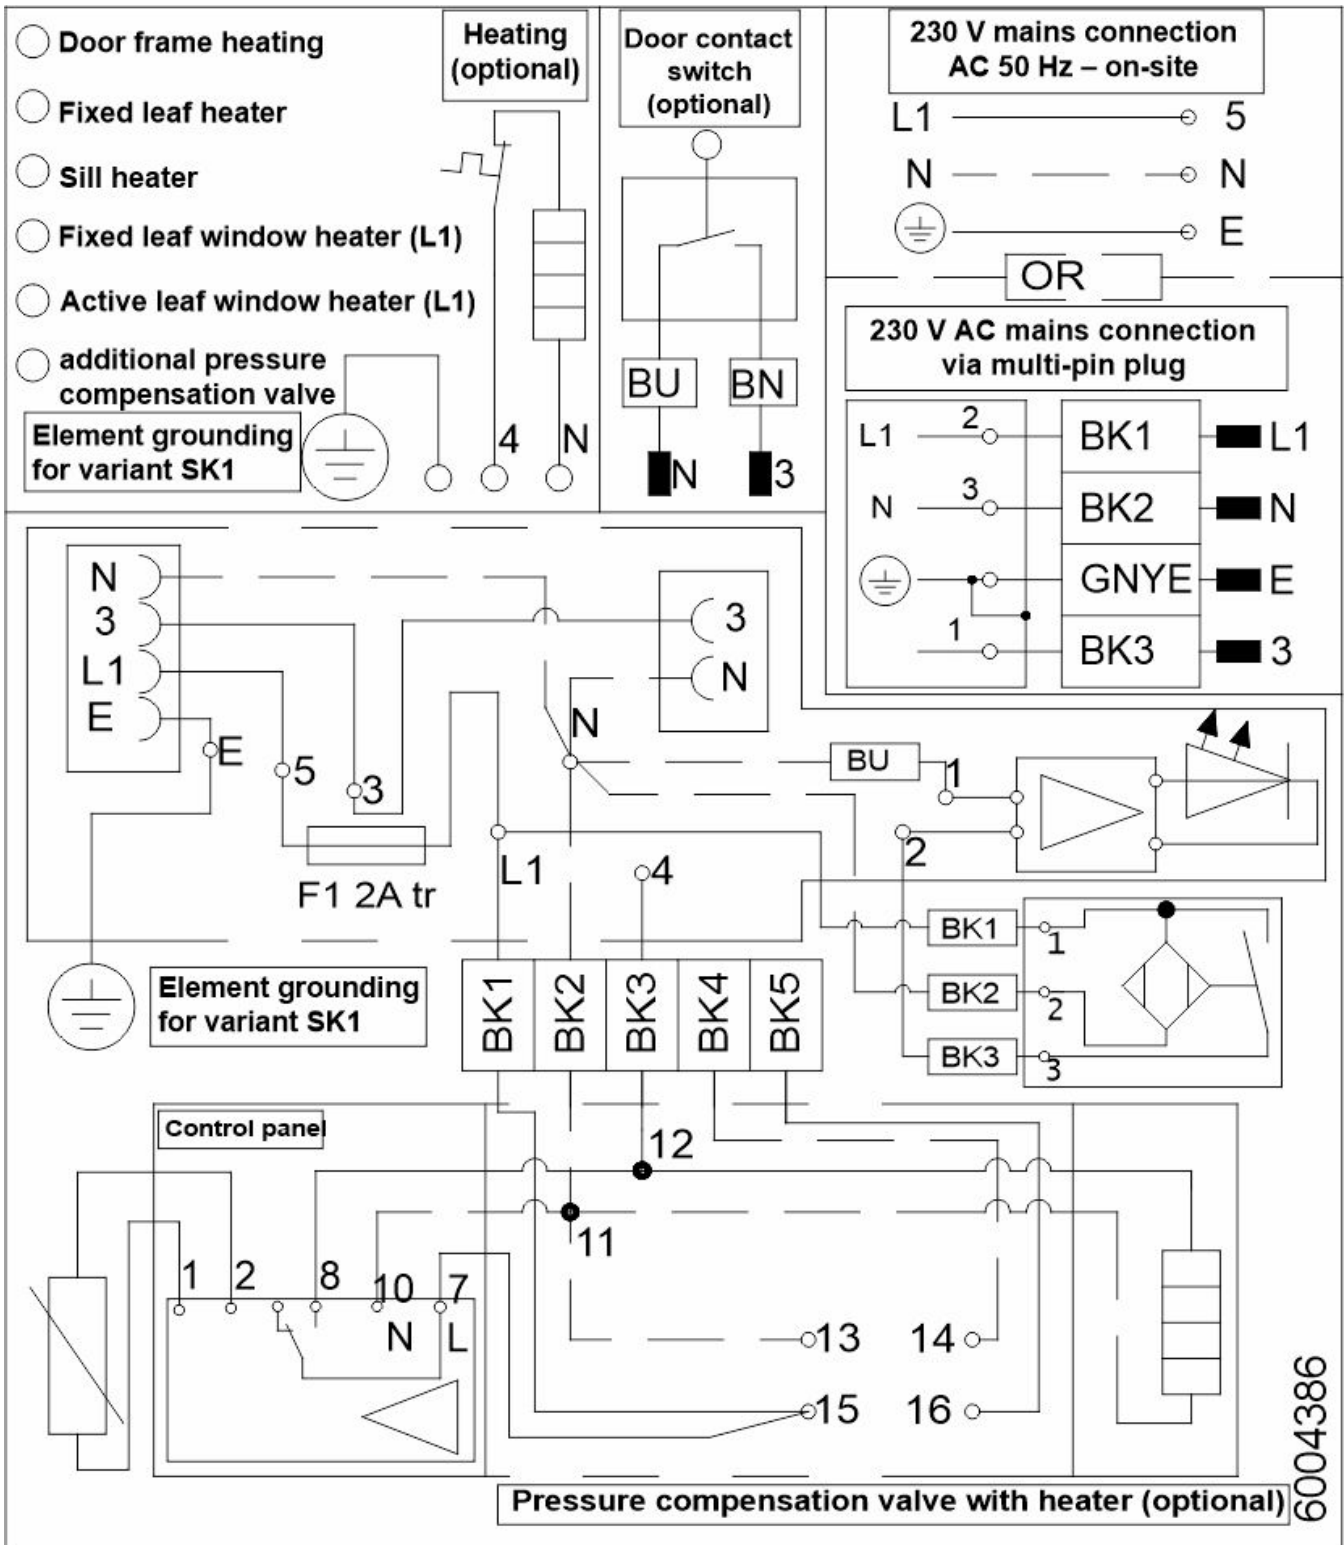 Door frame heating
Fixed leaf heater
Sill heater
Fixed leaf window heater (L1)
Active leaf window heater (L1)
additional pressure
compensation valve
Element grounding
for variant SK1
Heating
(optional)
4 N
Door contact
switch
(optional)
BU BN
N 3
230 V mains connection
AC 50 Hz – on-site
L1 5
N N
E
OR
230 V AC mains connection
via multi-pin plug
L1 2 BK1 L1
N 3 BK2 N
GNYE E
1 BK3 3
N
3
L1
E
E
5
3
F1 2A tr
3
N
N
L1
4
BU 1
2
BK1 1
BK2 2
BK3 3
Element grounding
for variant SK1
BK1 BK2 BK3 BK4 BK5
Control panel
12
11
1 2 8 10 7
N L
13 14
15 16
Pressure compensation valve with heater (optional)
6004386